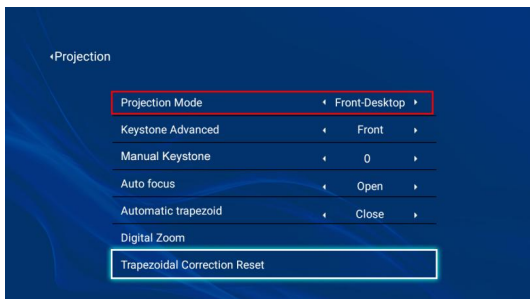 Projection
Projection Mode Front-Desktop
Keystone Advanced Front
Manual Keystone 0
Auto focus Open
Automatic trapezoid Close
Digital Zoom
Trapezoidal Correction Reset